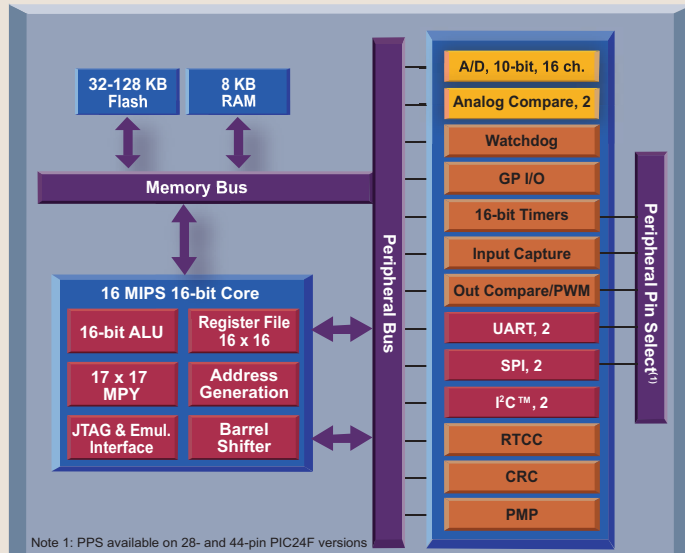 32-128 KB
Flash
8 KB
RAM
Memory Bus
16 MIPS 16-bit Core
16-bit ALU
Register File
16 x 16
17 x 17
MPY
Address
Generation
JTAG & Emul.
Interface
Barrel
Shifter
Peripheral Bus
A/D, 10-bit, 16 ch.
Analog Compare, 2
Watchdog
GP I/O
16-bit Timers
Input Capture
Out Compare/PWM
UART, 2
SPI, 2
I²C™, 2
RTCC
CRC
PMP
Peripheral Pin Select⁽¹⁾
Note 1: PPS available on 28- and 44-pin PIC24F versions